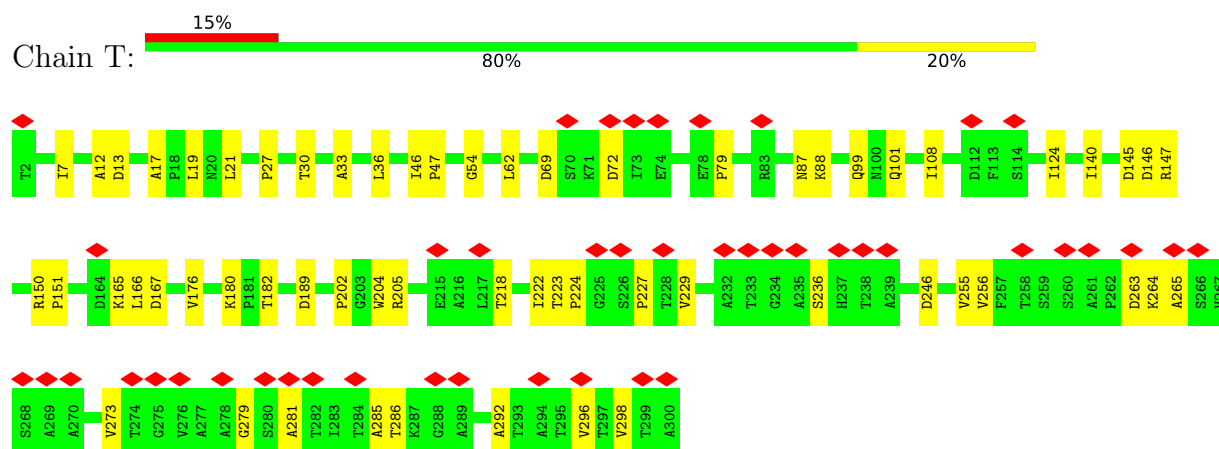 15%
Chain T:
80% 20%
T2 I7 A12 D13 A17 P18 L19 N20 L21 P27 T30 A33 L36 I46 P47 G54 L62 D69 S70 K71 D72 I73 E74 E78 P79 R83 N87 K88 Q99 N100 Q101 I108 D112 F113 S114 I124 I140 D145 D146 R147
R150 P151 D164 K165 L166 D167 V176 K180 P181 T182 D189 P202 G203 W204 R205 E215 A216 L217 T218 I222 T223 P224 G225 S226 P227 T228 V229 A232 T233 G234 A235 S236 H237 T238 A239 D246 V255 V256 F257 T258 S259 S260 A261 P262 D263 K264 A265 S266
S268 A269 A270 V273 T274 G275 V276 A277 A278 G279 S280 A281 T282 I283 T284 A285 T286 K287 G288 A289 A292 T293 A294 T295 V296 T297 V298 T299 A300